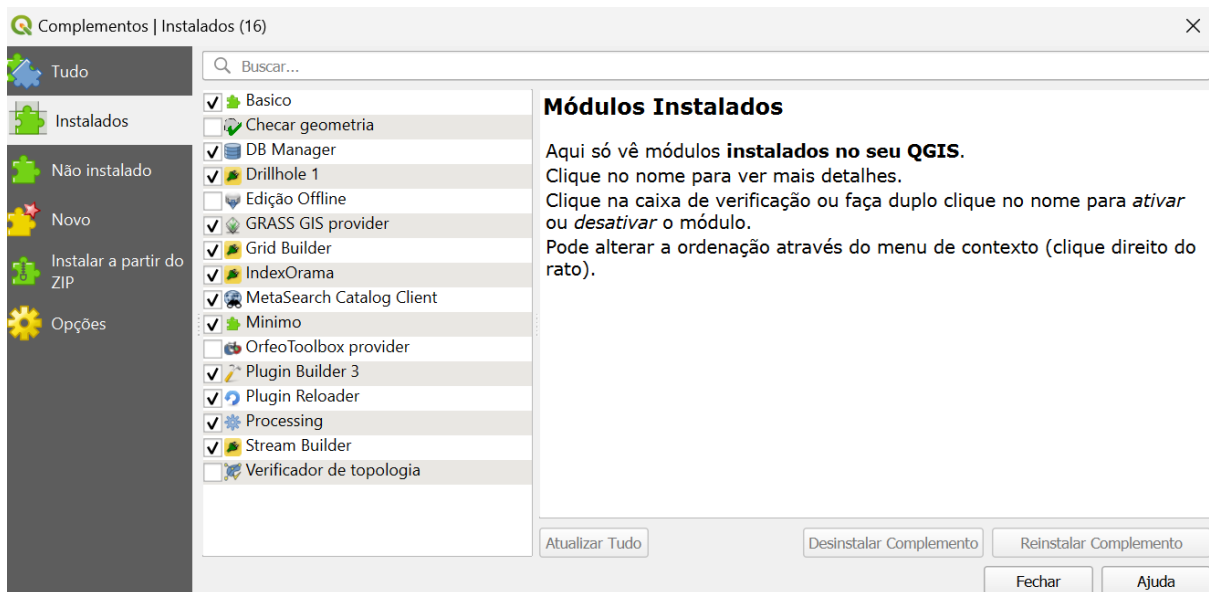 Complementos | Instalados (16)
Tudo
Instalados
Não instalado
Novo
Instalar a partir do
ZIP
Opções
Buscar...
Basico
Checar geometria
DB Manager
Drillhole 1
Edição Offline
GRASS GIS provider
Grid Builder
IndexOrama
MetaSearch Catalog Client
Minimo
OrfeoToolbox provider
Plugin Builder 3
Plugin Reloader
Processing
Stream Builder
Verificador de topologia
Módulos Instalados
Aqui só vê módulos instalados no seu QGIS.
Clique no nome para ver mais detalhes.
Clique na caixa de verificação ou faça duplo clique no nome para ativar
ou desativar o módulo.
Pode alterar a ordenação através do menu de contexto (clique direito do
rato).
Atualizar Tudo
Desinstalar Complemento
Reinstalar Complemento
Fechar
Ajuda